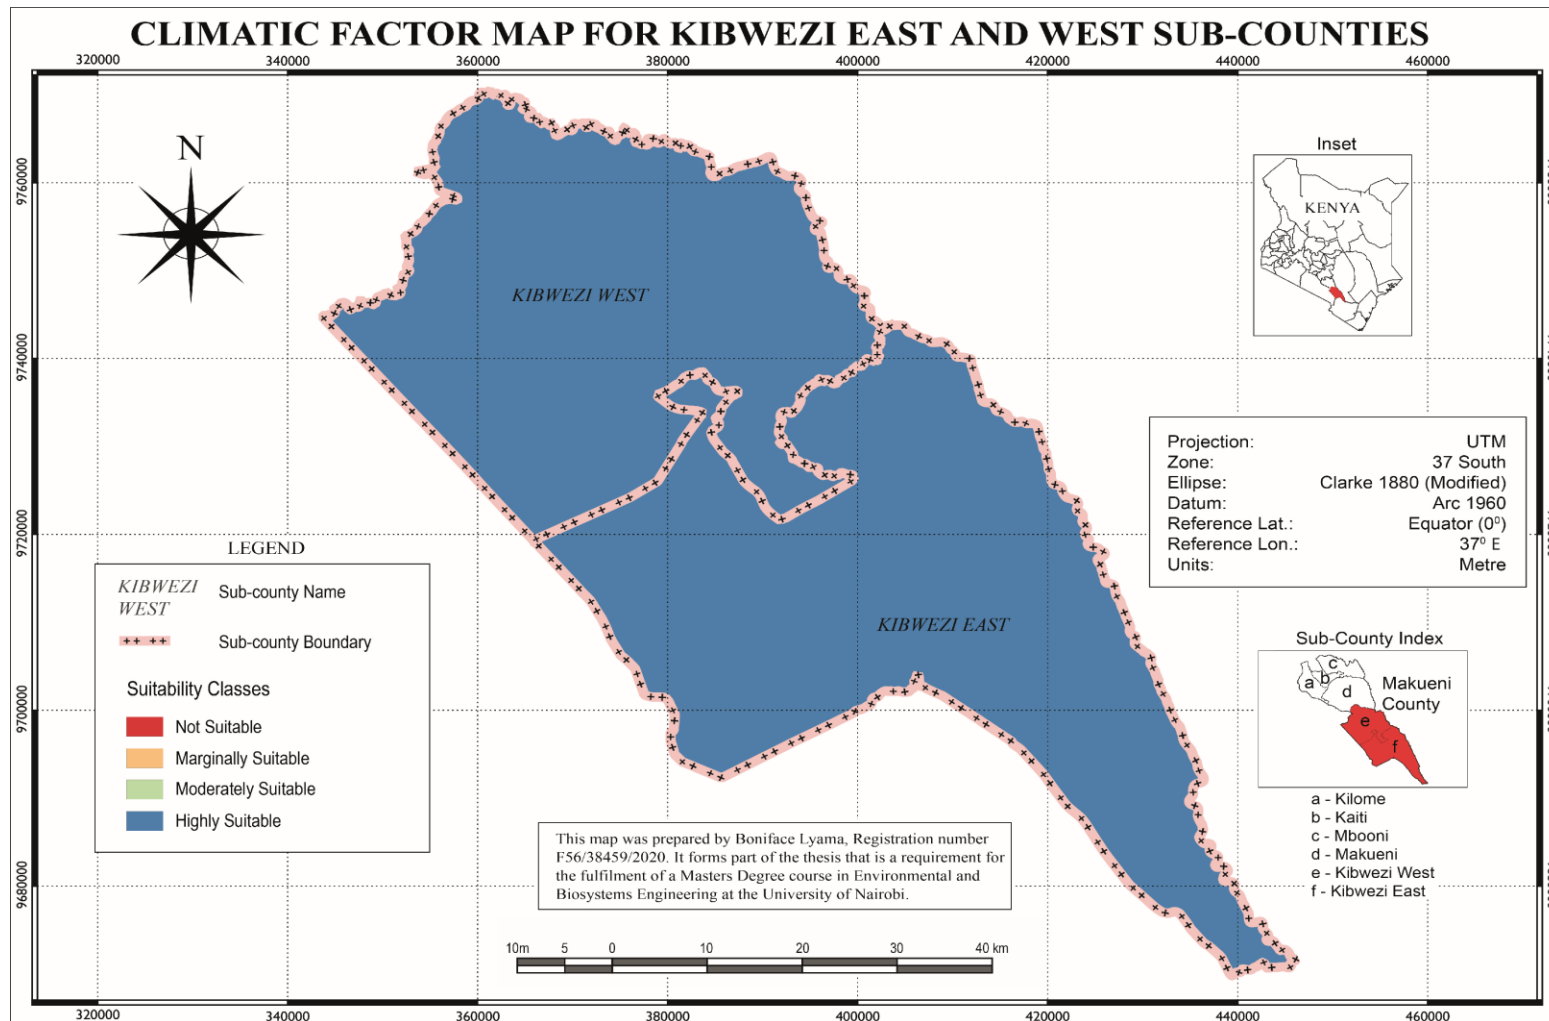 CLIMATIC FACTOR MAP FOR KIBWEZI EAST AND WEST SUB-COUNTIES
320000 340000 360000 380000 400000 420000 440000 460000
N
9760000
9740000
9720000
9700000
9680000
KIBWEZI WEST
KIBWEZI EAST
Inset
KENYA
Projection: UTM
Zone: 37 South
Ellipse: Clarke 1880 (Modified)
Datum: Arc 1960
Reference Lat.: Equator (0⁰)
Reference Lon.: 37⁰ E
Units: Metre
LEGEND
KIBWEZI
WEST
Sub-county Name
Sub-county Boundary
Suitability Classes
Not Suitable
Marginally Suitable
Moderately Suitable
Highly Suitable
Sub-County Index
c
b
a
d
e
f
Makueni
County
a - Kilome
b - Kaiti
c - Mbooni
d - Makueni
e - Kibwezi West
f - Kibwezi East
This map was prepared by Boniface Lyama, Registration number
F56/38459/2020. It forms part of the thesis that is a requirement for
the fulfilment of a Masters Degree course in Environmental and
Biosystems Engineering at the University of Nairobi.
10m 5 0 10 20 30 40 km
320000 340000 360000 380000 400000 420000 440000 460000